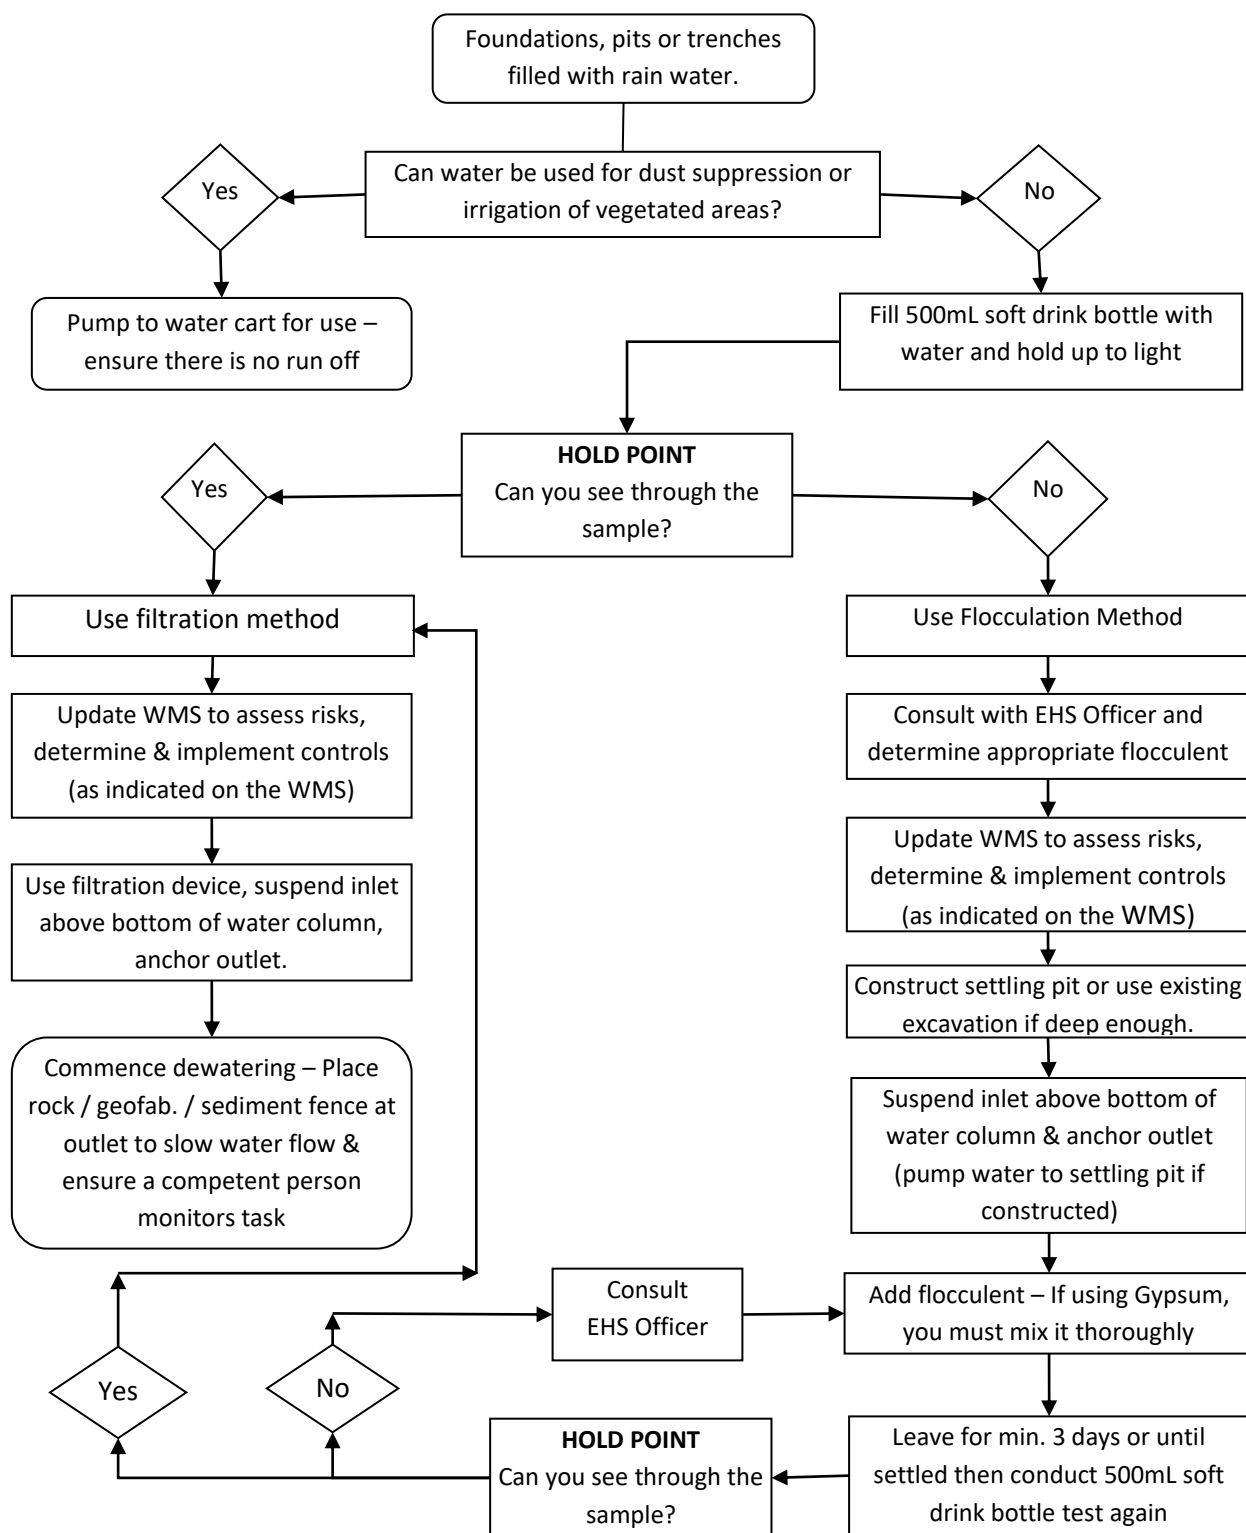 Foundations, pits or trenches
filled with rain water.
Can water be used for dust suppression or
irrigation of vegetated areas?
Yes
No
Pump to water cart for use –
ensure there is no run off
Fill 500mL soft drink bottle with
water and hold up to light
HOLD POINT
Can you see through the
sample?
Yes
No
Use filtration method
Update WMS to assess risks,
determine & implement controls
(as indicated on the WMS)
Use filtration device, suspend inlet
above bottom of water column,
anchor outlet.
Commence dewatering – Place
rock / geofab. / sediment fence at
outlet to slow water flow &
ensure a competent person
monitors task
Use Flocculation Method
Consult with EHS Officer and
determine appropriate flocculent
Update WMS to assess risks,
determine & implement controls
(as indicated on the WMS)
Construct settling pit or use existing
excavation if deep enough.
Suspend inlet above bottom of
water column & anchor outlet
(pump water to settling pit if
constructed)
Add flocculent – If using Gypsum,
you must mix it thoroughly
Leave for min. 3 days or until
settled then conduct 500mL soft
drink bottle test again
HOLD POINT
Can you see through the
sample?
Yes
No
Consult
EHS Officer